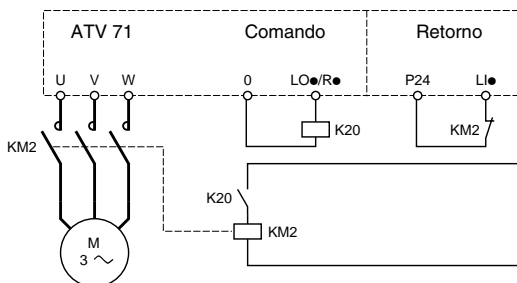 ATV 71 Comando Retorno
U V W 0 LO●/R● P24 LI●
KM2 K20 KM2
K20
KM2
M
3 ~